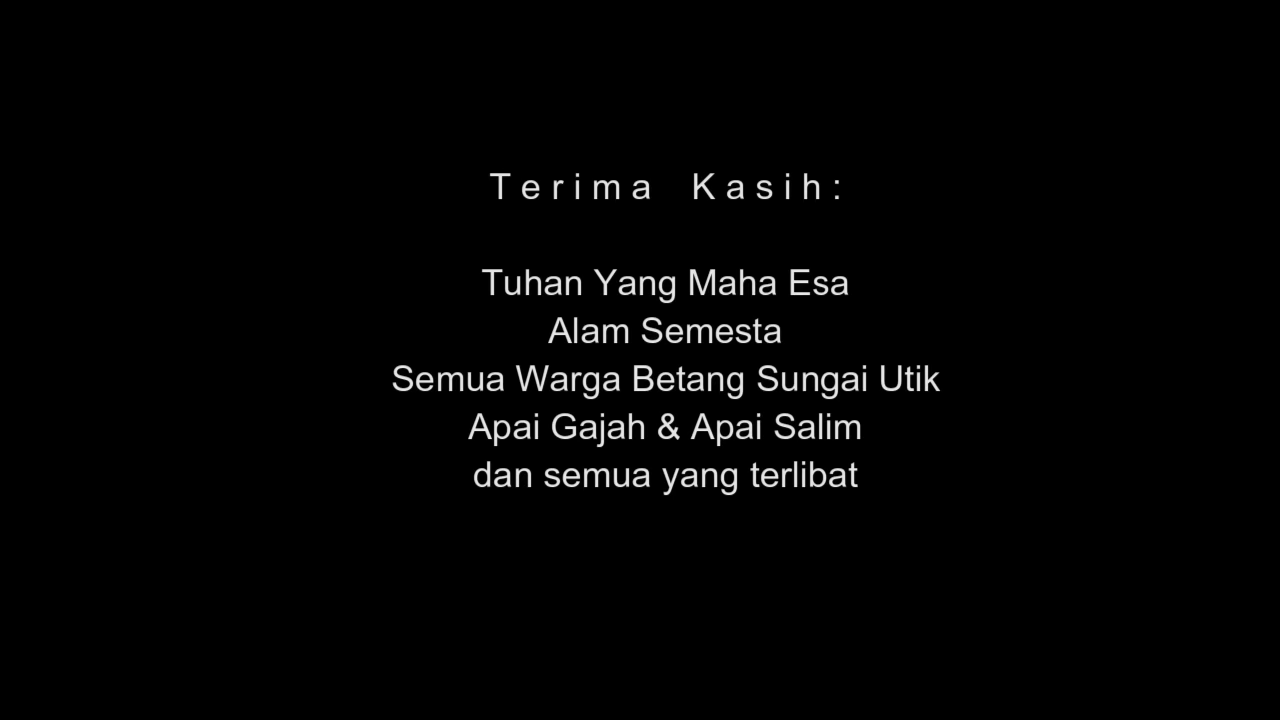 Terima Kasih:
Tuhan Yang Maha Esa
Alam Semesta
Semua Warga Betang Sungai Utik
Apai Gajah & Apai Salim
dan semua yang terlibat